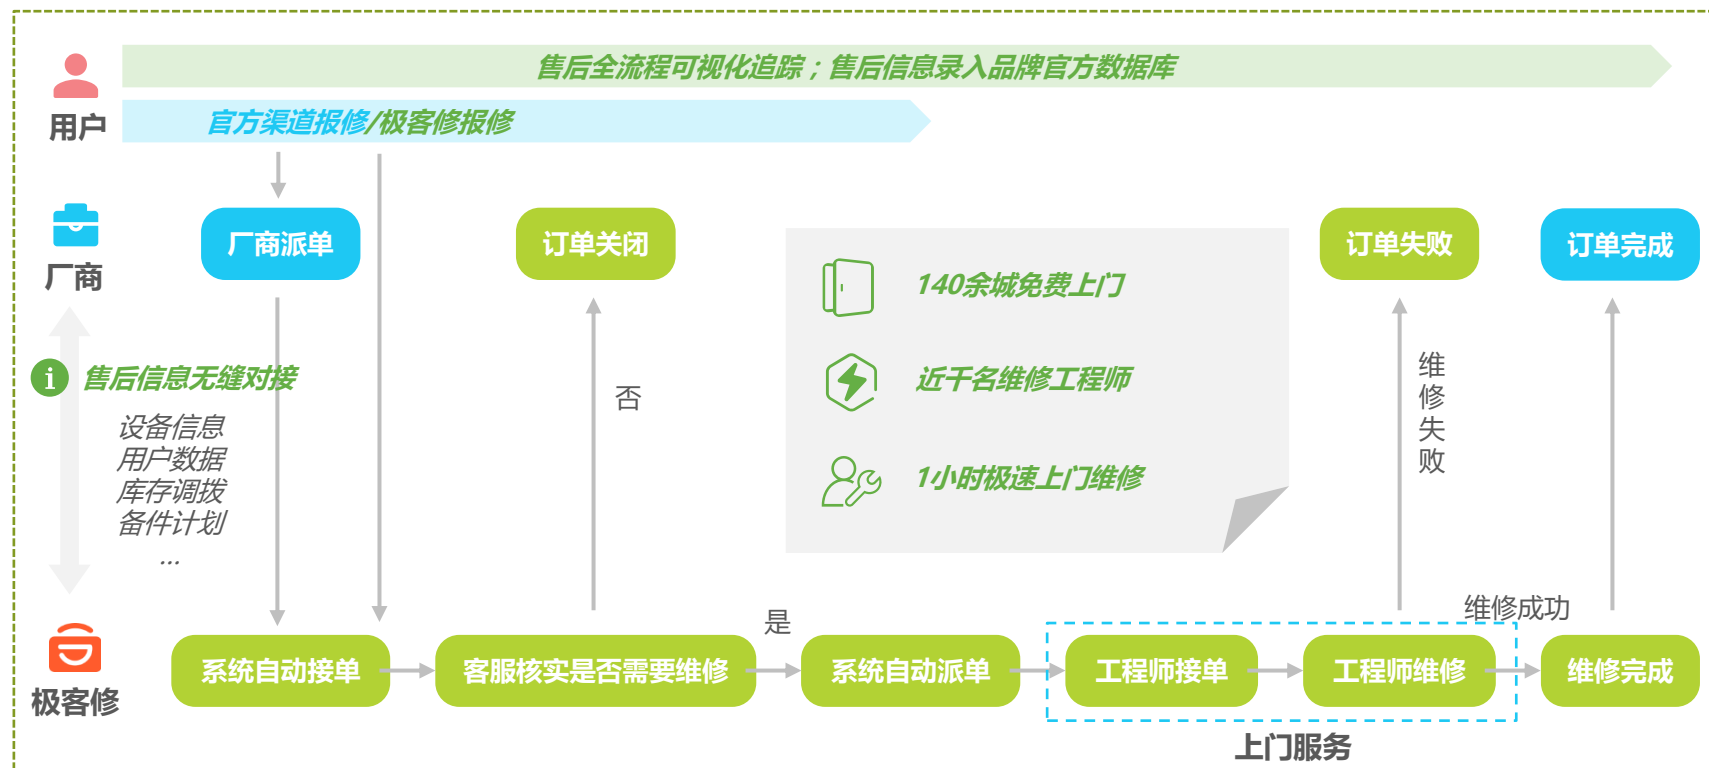 售后全流程可视化追踪；售后信息录入品牌官方数据库
用户
官方渠道报修/极客修报修
厂商派单
订单关闭
订单失败
订单完成
厂商
140余城免费上门
近千名维修工程师
1小时极速上门维修
i
售后信息无缝对接
设备信息
用户数据
库存调拨
备件计划
...
否
维修失败
是
维修成功
系统自动接单
客服核实是否需要维修
系统自动派单
工程师接单
工程师维修
维修完成
极客修
上门服务